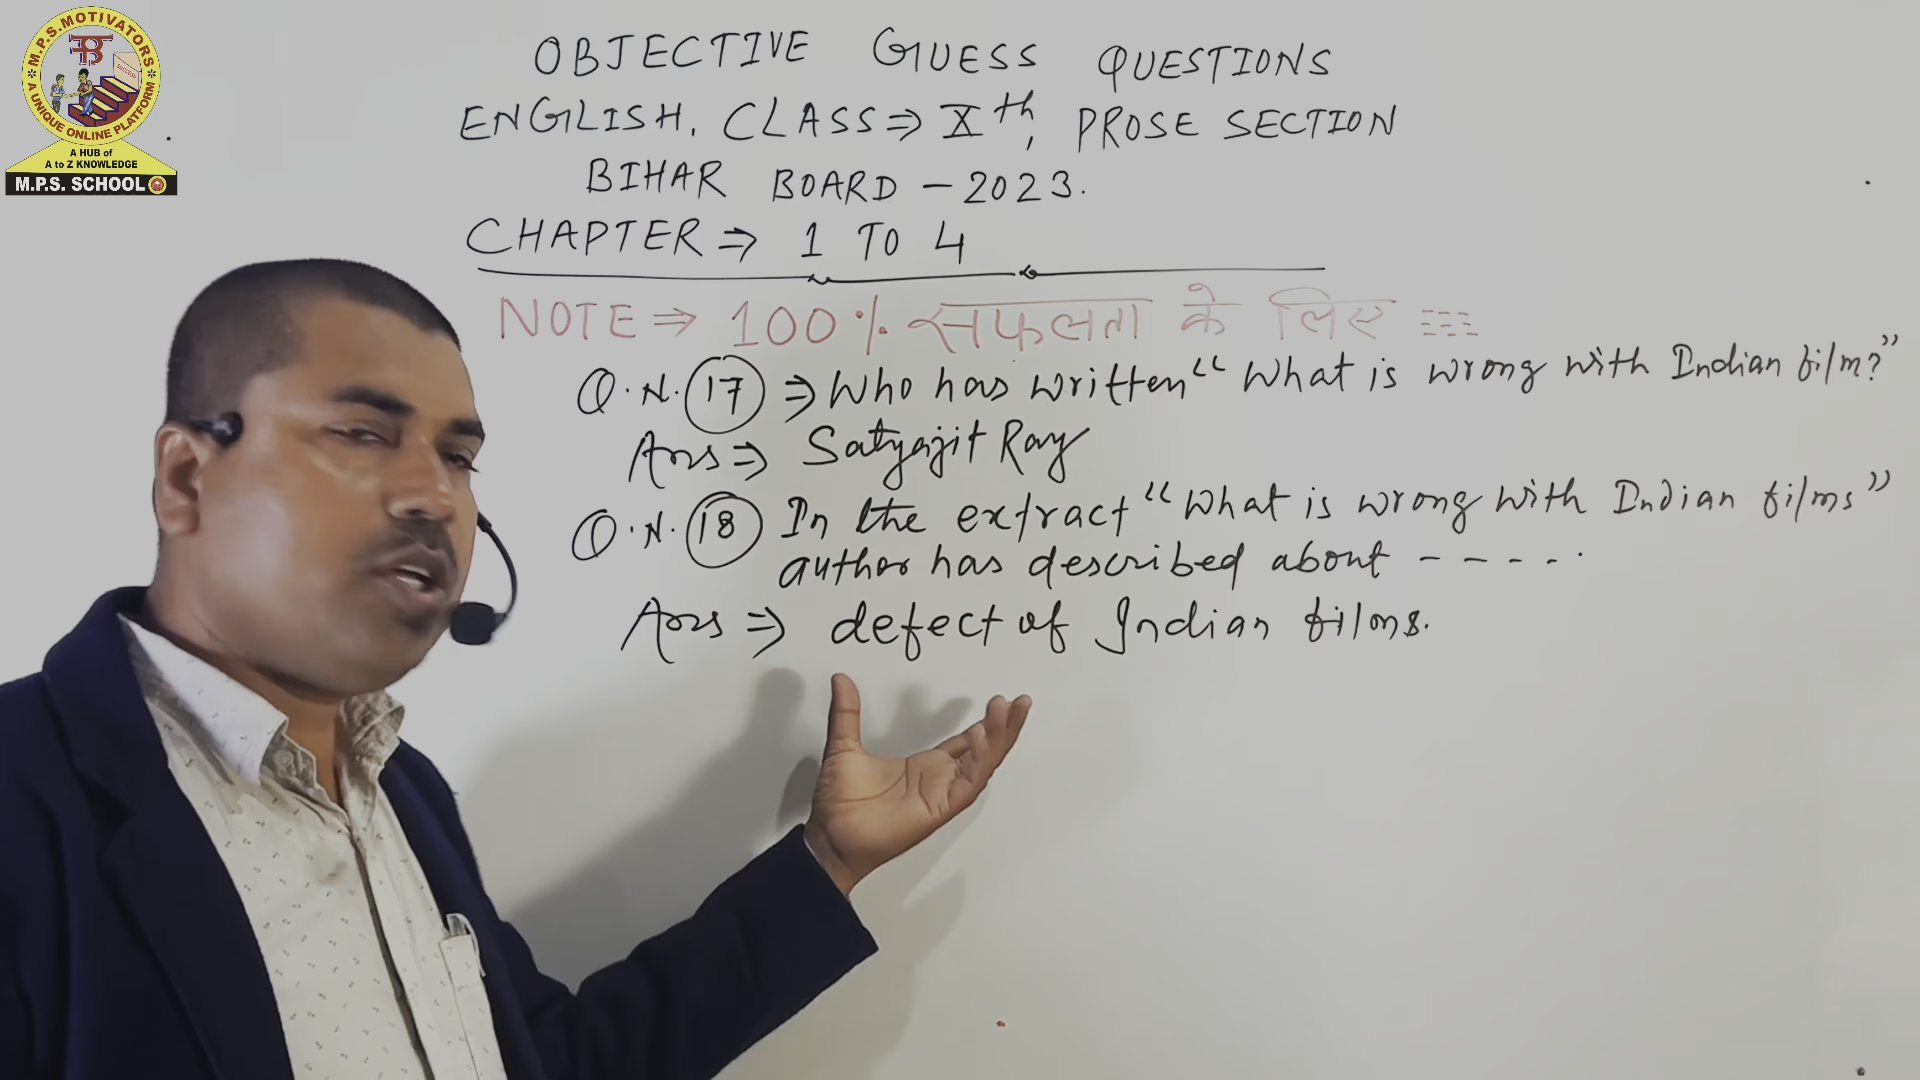 M.P.S.MOTIVATORS
SUCCESS
A UNIQUE ONLINE PLATFORM
A HUB of
A to Z KNOWLEDGE
M.P.S. SCHOOL
OBJECTIVE GUESS QUESTIONS
ENGLISH, CLASS⇒ Xth, PROSE SECTION
BIHAR BOARD – 2023.
CHAPTER ⇒ 1 TO 4
NOTE ⇒ 100% सफलता के लिए
Q.N. 17 ⇒ Who has written “What is wrong with Indian film?”
Ans ⇒ Satyajit Ray
Q.N. 18 In the extract “What is wrong with Indian films”
author has described about - - - - - .
Ans ⇒ defect of Indian films.